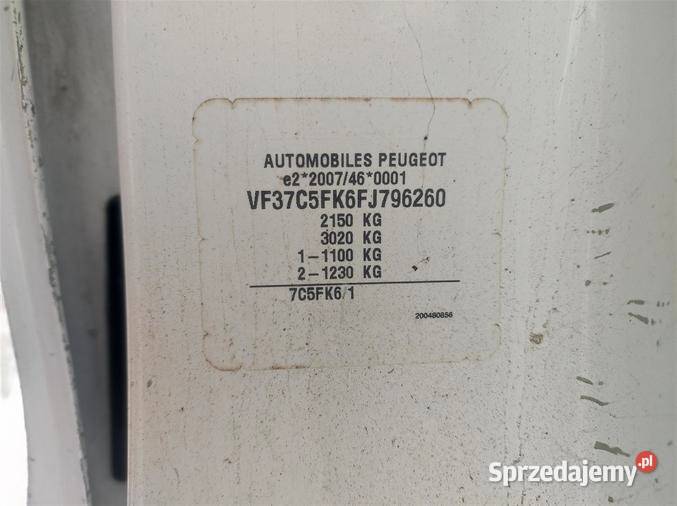 AUTOMOBILES PEUGEOT
e2*2007/46*0001
VF37C5FK6FJ796260
2150 KG
3020 KG
1-1100 KG
2-1230 KG
7C5FK6/1
200480856
Sprzedajemy.pl